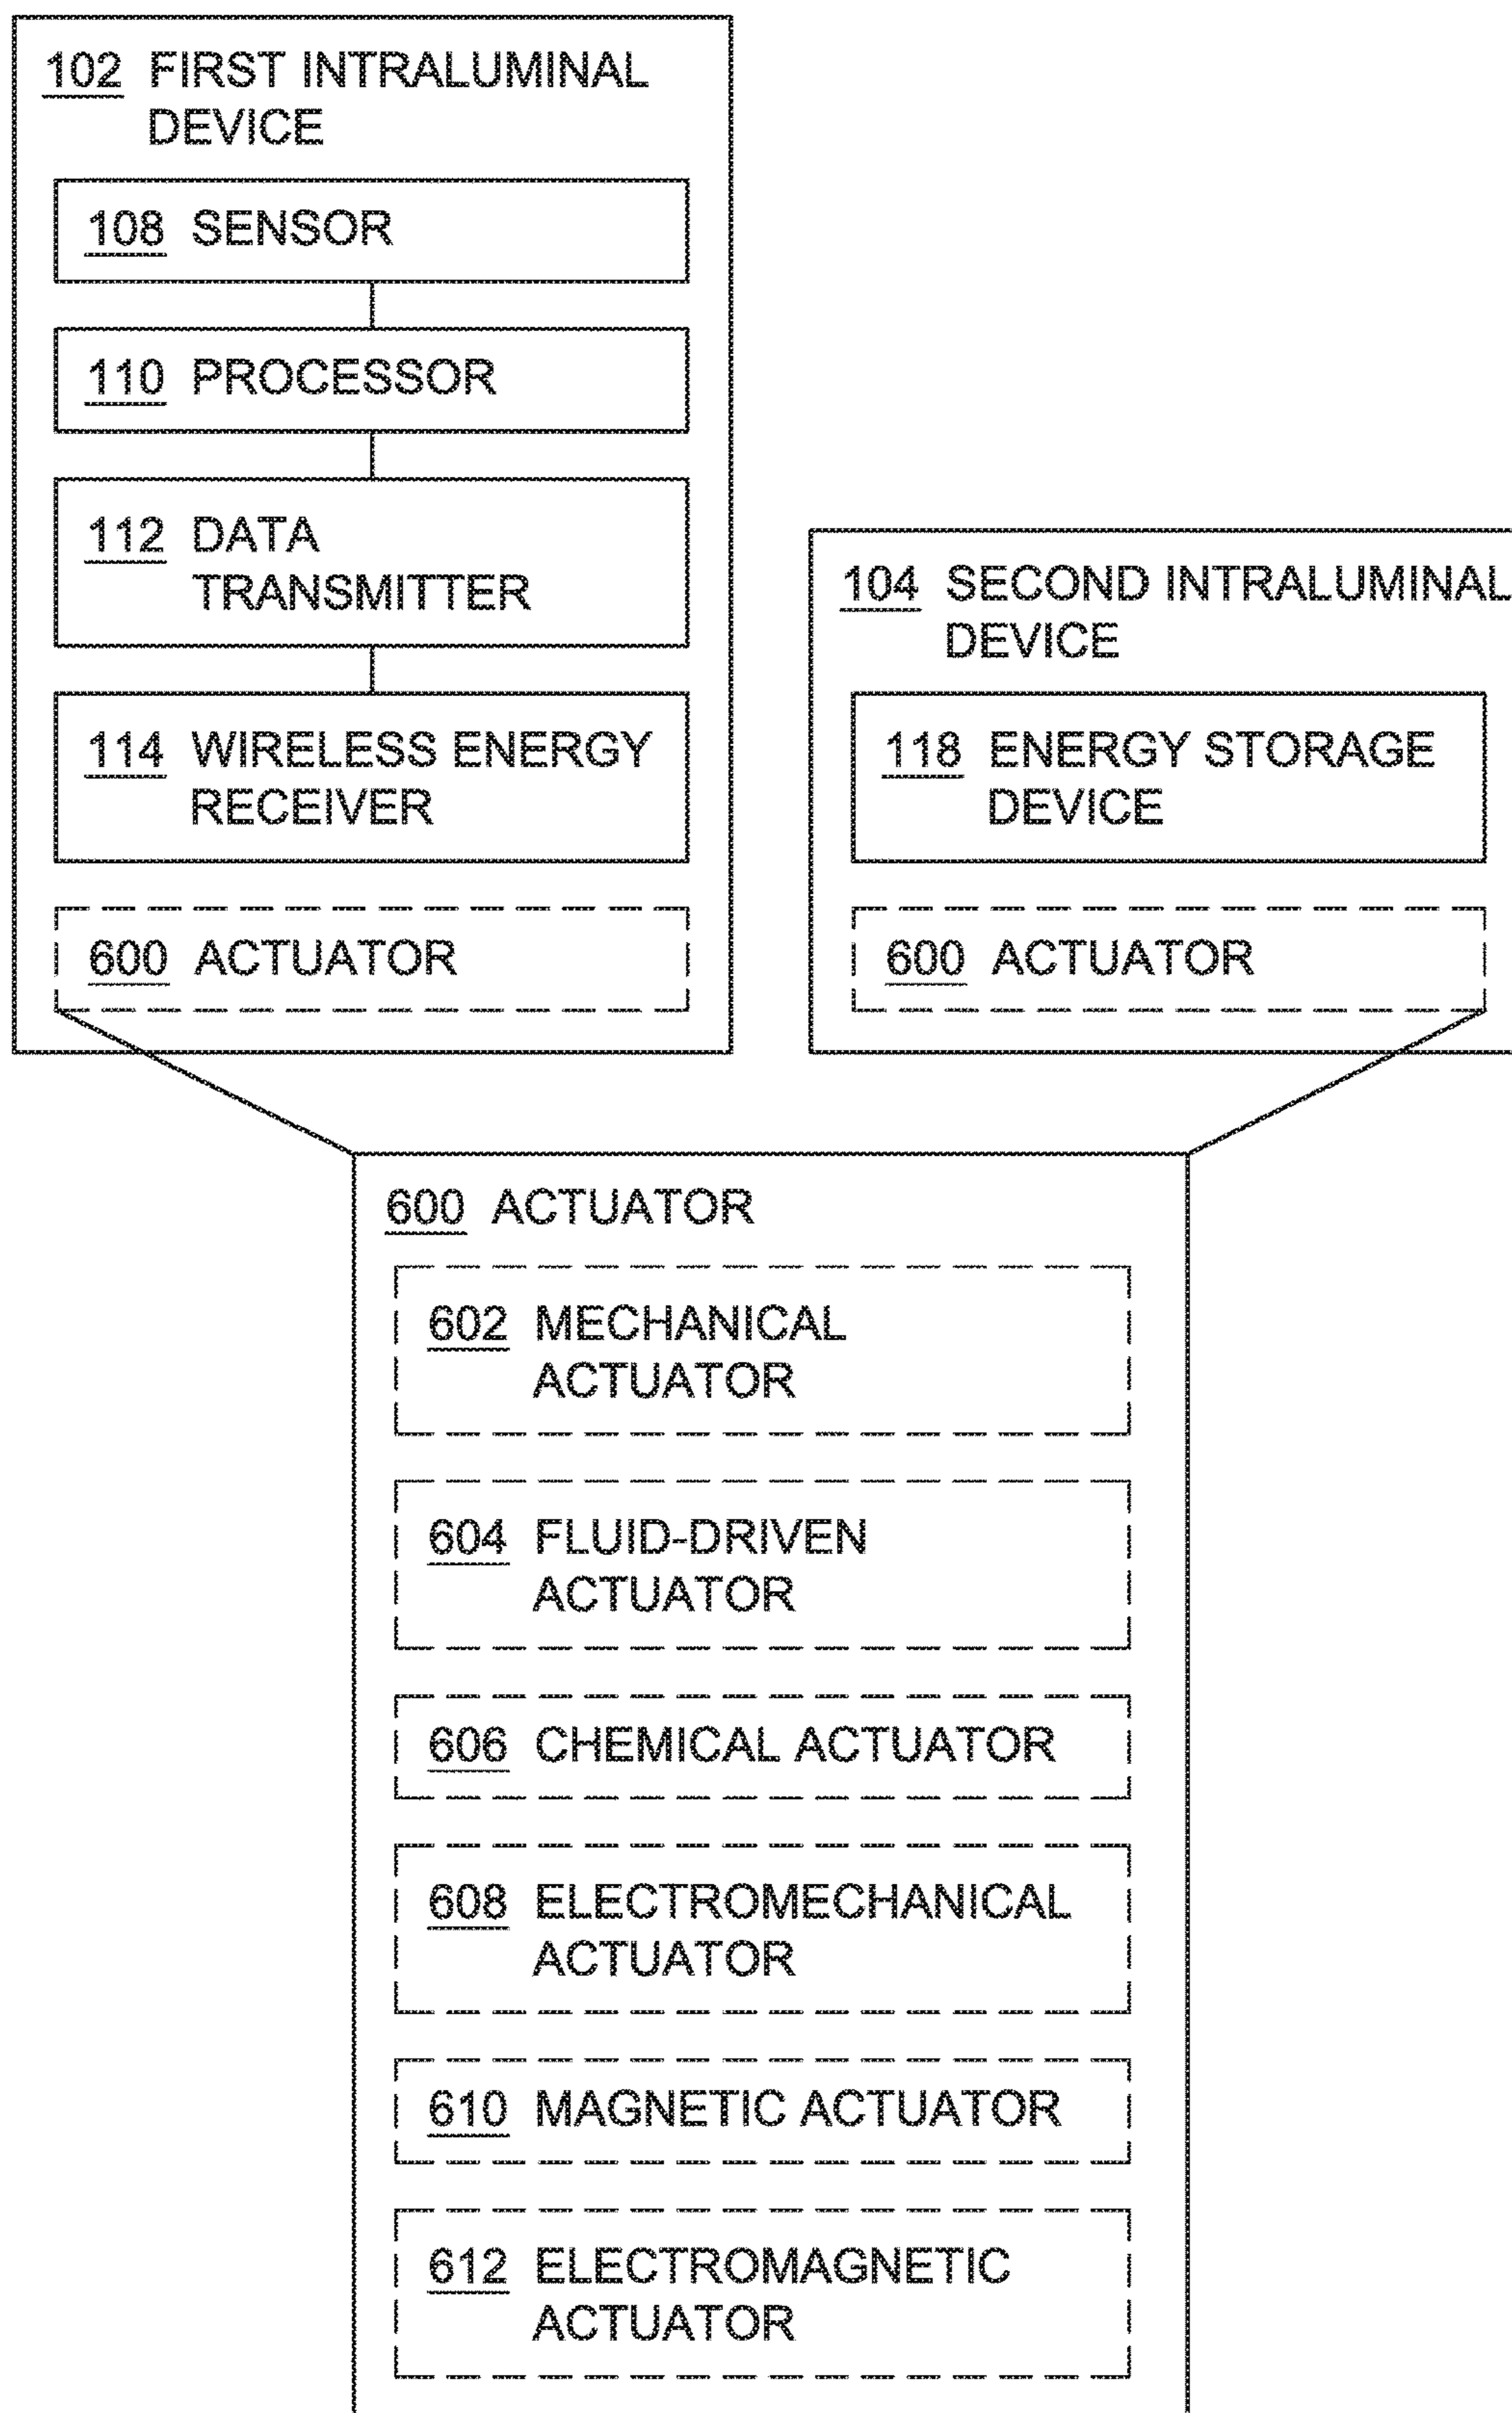 102 FIRST INTRALUMINAL
DEVICE
108 SENSOR
110 PROCESSOR
112 DATA
TRANSMITTER
114 WIRELESS ENERGY
RECEIVER
600 ACTUATOR
104 SECOND INTRALUMINAL
DEVICE
118 ENERGY STORAGE
DEVICE
600 ACTUATOR
600 ACTUATOR
602 MECHANICAL
ACTUATOR
604 FLUID-DRIVEN
ACTUATOR
606 CHEMICAL ACTUATOR
608 ELECTROMECHANICAL
ACTUATOR
610 MAGNETIC ACTUATOR
612 ELECTROMAGNETIC
ACTUATOR